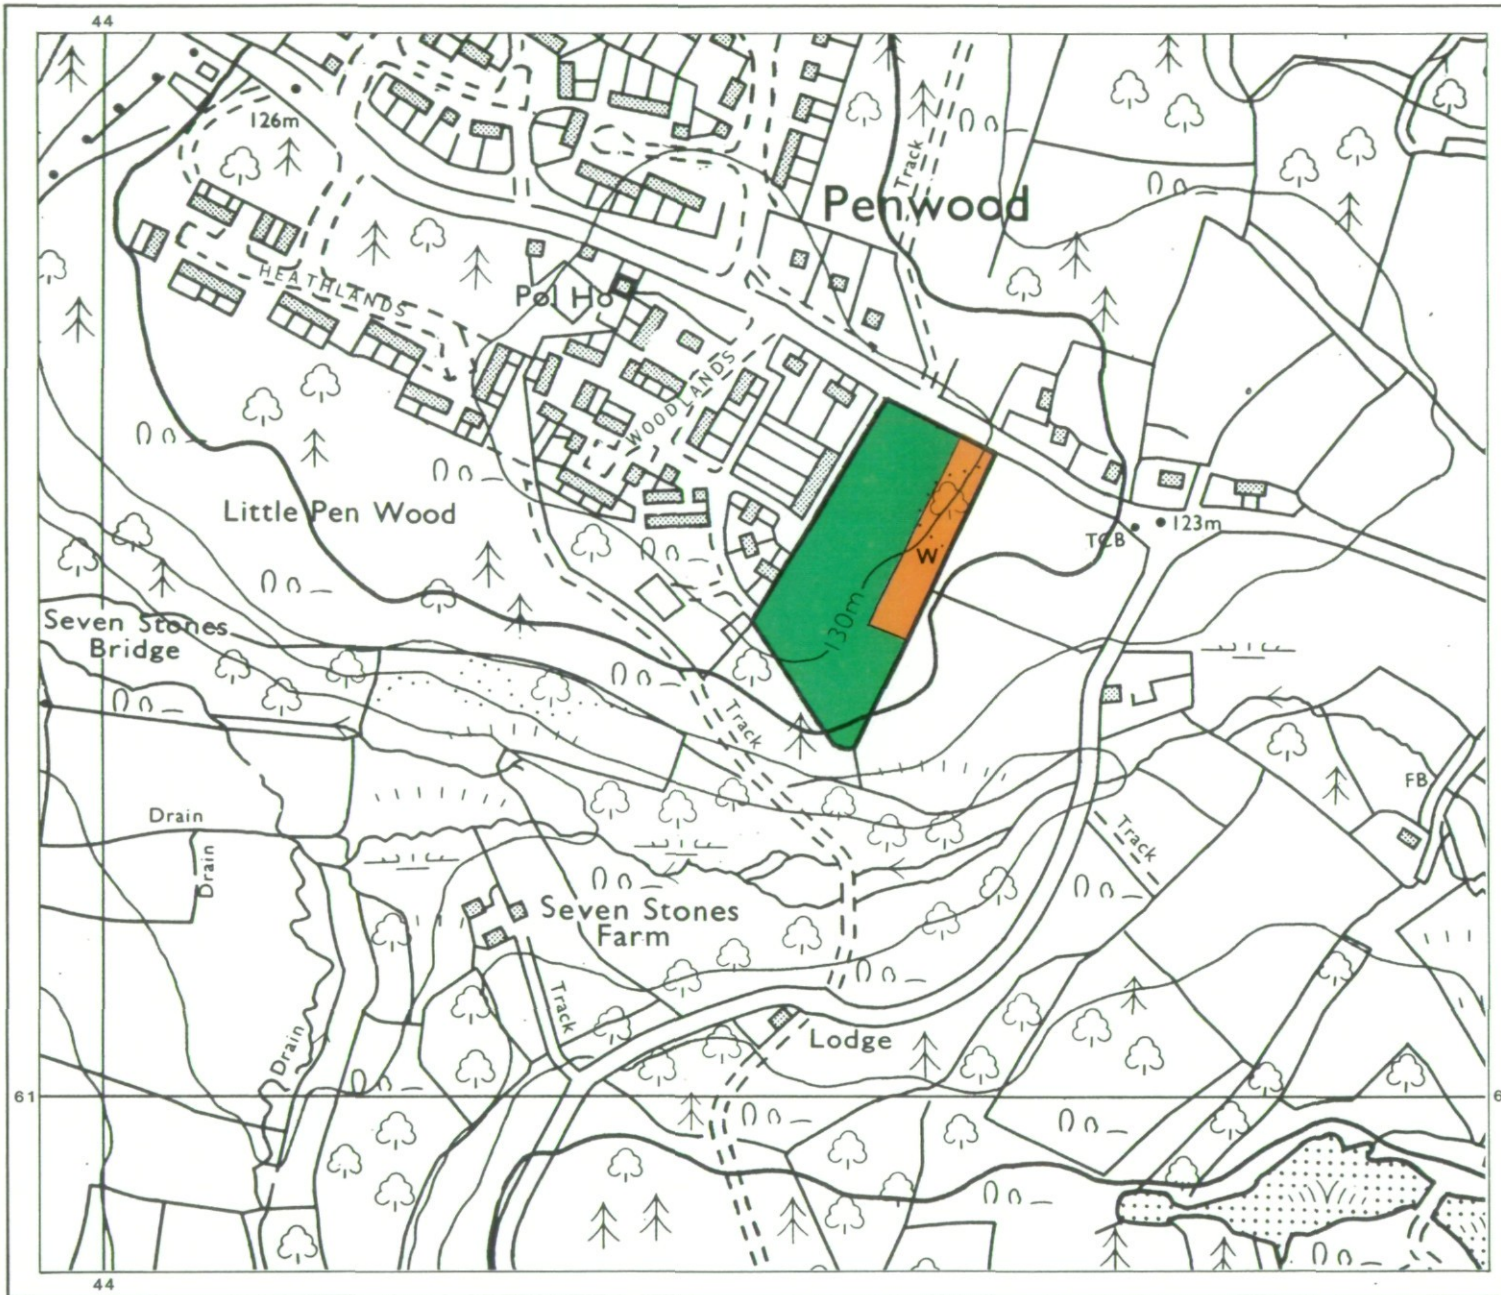 44
126m
Track
Penwood
HEATHLANDS
Pol Ho
WOODLANDS
Little Pen Wood
TCB
123m
W
130m
Seven Stones
Bridge
Track
FB
Drain
Drain
Track
Seven Stones
Farm
Track
Drain
Lodge
61
6
44